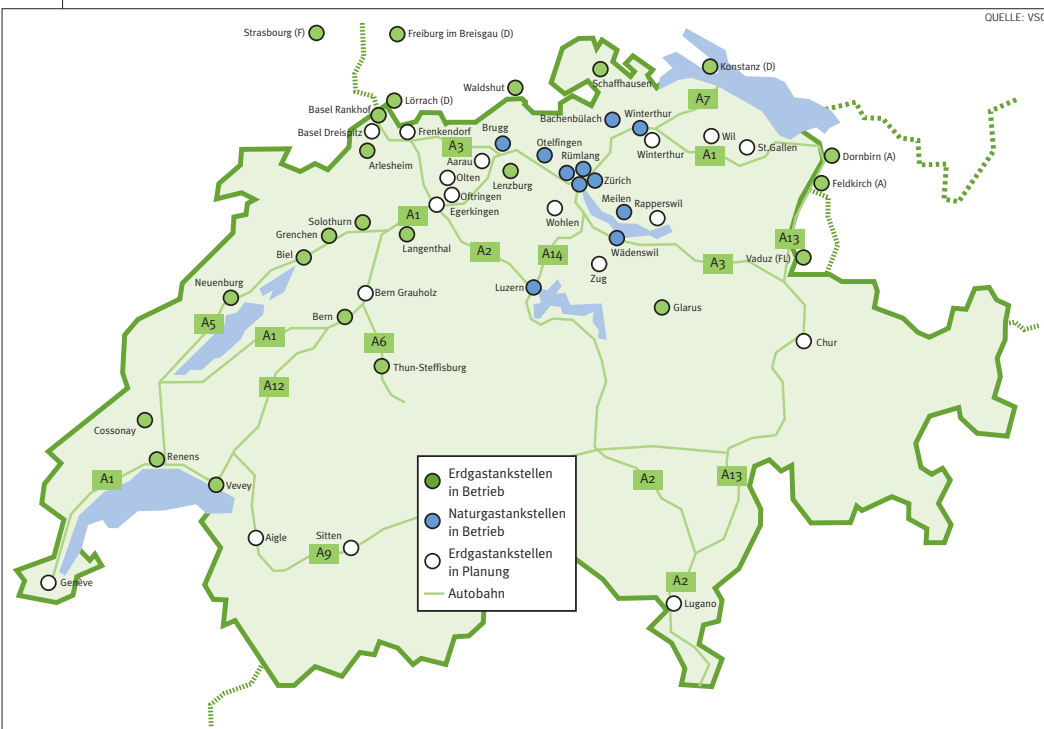 QUELLE: VSG
Strasbourg (F)
Freiburg im Breisgau (D)
Konstanz (D)
Schaffhausen
Waldshut
A7
Lörrach (D)
Basel Rankhof
Bachenbülach
Winterthur
Basel Dreispitz
Frenkendorf
Brugg
Otelfingen
Winterthur
Wil
St.Gallen
A3
A1
Arlesheim
Aarau
Rümlang
Dornbirn (A)
Olten
Lenzburg
Zürich
Feldkirch (A)
Oftringen
Egerkingen
Meilen
Rapperswil
Wohlen
Solothurn
A1
Grenchen
Langenthal
Wädenswil
A13
Biel
A2
A14
A3
Vaduz (FL)
Zug
Neuenburg
Luzern
Bern Grauholz
Glarus
A5
Bern
A1
A6
Chur
Thun-Steffisburg
A12
Cossonay
Renens
A1
Vevey
A2
A13
Erdgastankstellen
in Betrieb
Naturgastankstellen
in Betrieb
Erdgastankstellen
in Planung
Autobahn
Aigle
Sitten
A9
Genève
A2
Lugano